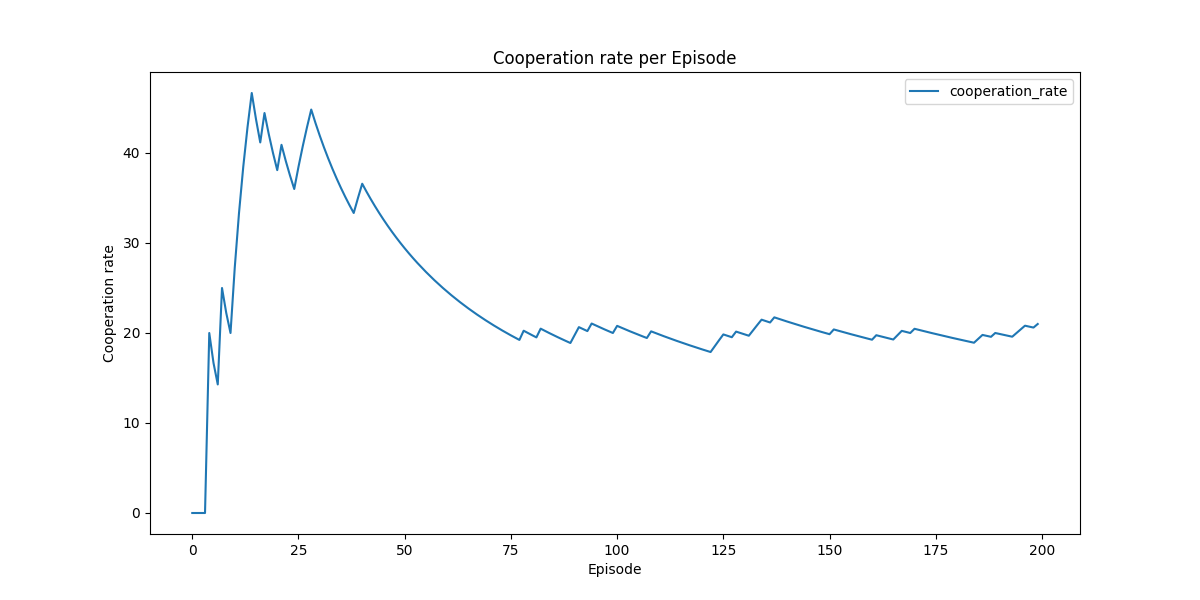 Cooperation rate per Episode
cooperation_rate
Cooperation rate
40
30
20
10
0
0 25 50 75 100 125 150 175 200
Episode